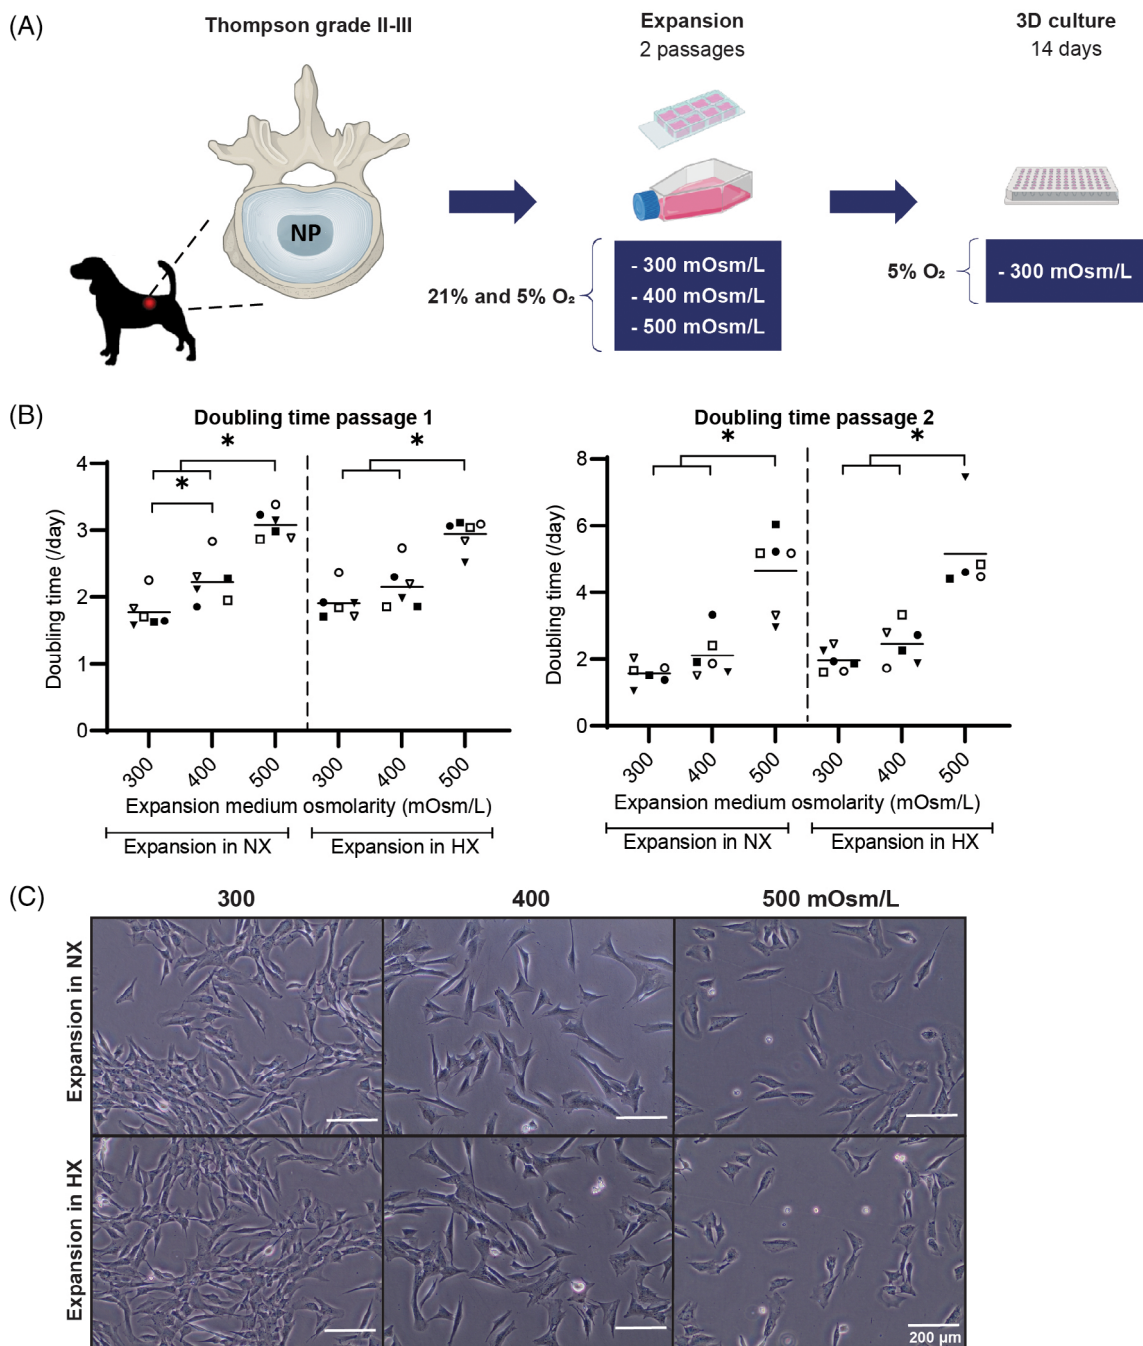 (A)
Thompson grade II-III
Expansion
2 passages
3D culture
14 days
NP
21% and 5% O₂
- 300 mOsm/L
- 400 mOsm/L
- 500 mOsm/L
5% O₂
- 300 mOsm/L
(B)
Doubling time passage 1
*
*
*
4
3
2
1
0
Doubling time (/day)
300
400
500
300
400
500
Expansion medium osmolarity (mOsm/L)
Expansion in NX
Expansion in HX
Doubling time passage 2
*
*
8
6
4
2
0
Doubling time (/day)
300
400
500
300
400
500
Expansion medium osmolarity (mOsm/L)
Expansion in NX
Expansion in HX
(C)
300
400
500 mOsm/L
Expansion in NX
Expansion in HX
200 µm